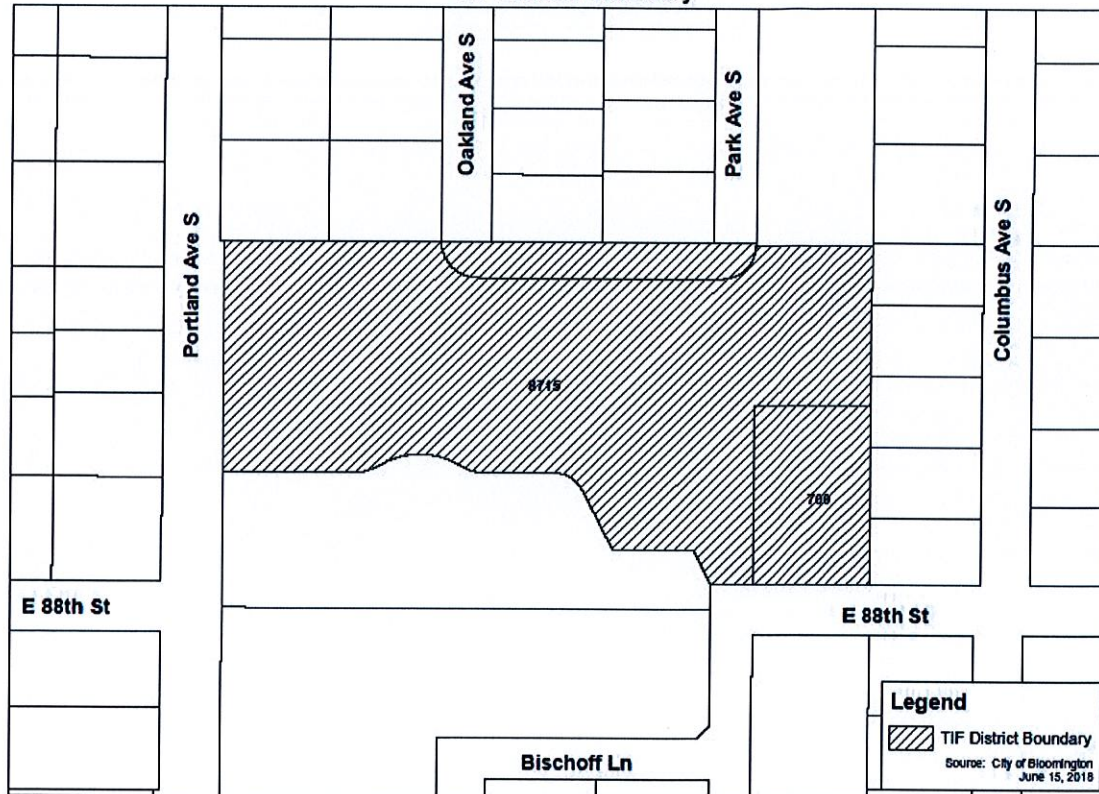 Oakland Ave S
Park Ave S
Portland Ave S
Columbus Ave S
8715
700
E 88th St
E 88th St
Bischoff Ln
Legend
TIF District Boundary
Source: City of Bloomington
June 15, 2018